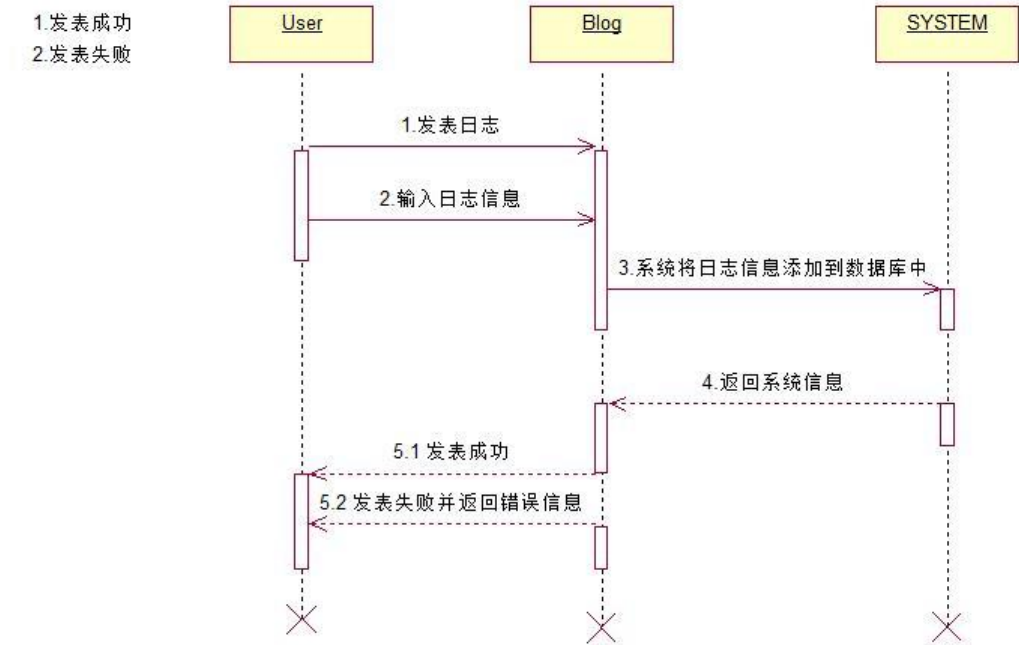 1.发表成功
2.发表失败
User
Blog
SYSTEM
1.发表日志
2.输入日志信息
3.系统将日志信息添加到数据库中
4.返回系统信息
5.1 发表成功
5.2 发表失败并返回错误信息